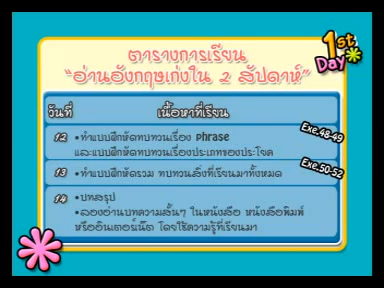 1st
Day
ตารางการเรียน
"อ่านอังกฤษเก่งใน 2 สัปดาห์"
วันที่ เนื้อหาที่เรียน
12 •ทำแบบฝึกหัดทบทวนเรื่อง Phrase Exe.48-49
และแบบฝึกหัดทบทวนเรื่องประเภทของประโยค
13 •ทำแบบฝึกหัดรวม ทบทวนสิ่งที่เรียนมาทั้งหมด Exe.50-52
14 •บทสรุป
•ลองอ่านบทความสั้นๆ ในหนังสือ หนังสือพิมพ์
หรืออินเตอร์เน็ต โดยใช้ความรู้ที่เรียนมา